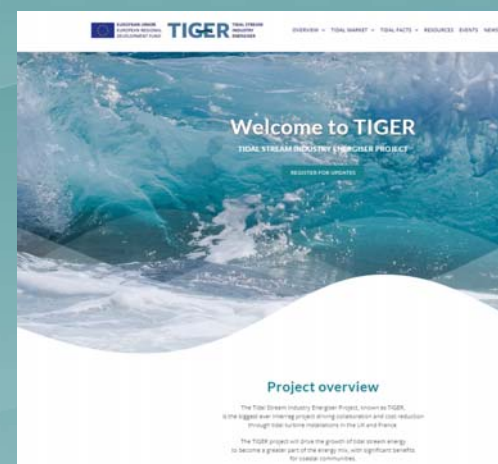 EUROPEAN UNION
EUROPEAN REGIONAL
DEVELOPMENT FUND
TIGER
TIDAL STREAM
INDUSTRY
ENERGISER
OVERVIEW TIDAL MARKET TIDAL FACTS RESOURCES EVENTS NEWS
Welcome to TIGER
TIDAL STREAM INDUSTRY ENERGISER PROJECT
REGISTER FOR UPDATES
Project overview
The Tidal Stream Industry Energiser Project, known as TIGER,
is the biggest ever Interreg project driving collaboration and cost reduction
through tidal turbine installations in the UK and France
The TIGER project will drive the growth of tidal stream energy
to become a greater part of the energy mix, with significant benefits
for coastal communities.